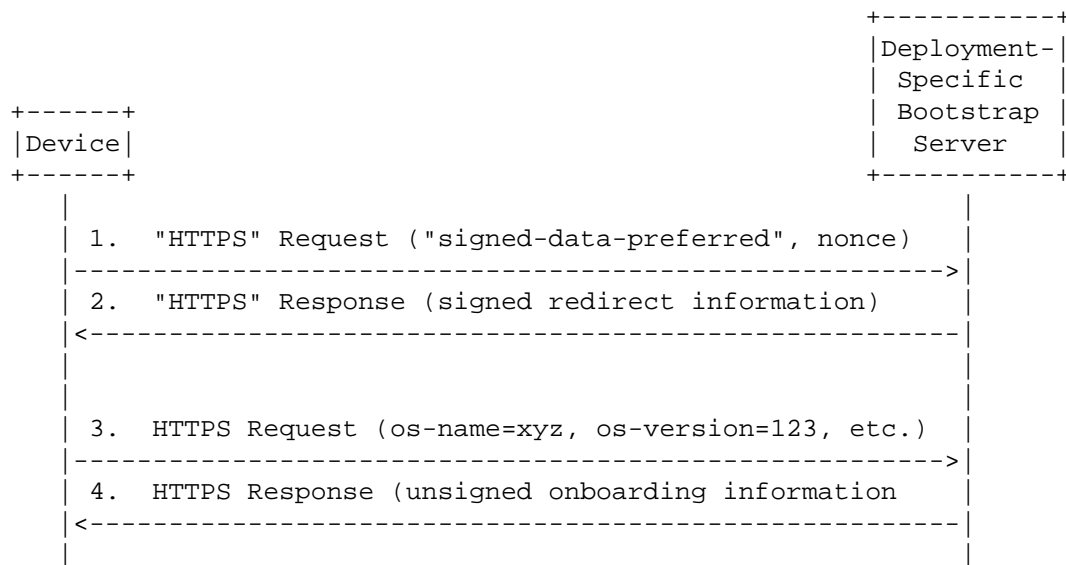 Deployment-
Specific
Bootstrap
Server
Device
1. "HTTPS" Request ("signed-data-preferred", nonce)
2. "HTTPS" Response (signed redirect information)
3. HTTPS Request (os-name=xyz, os-version=123, etc.)
4. HTTPS Response (unsigned onboarding information